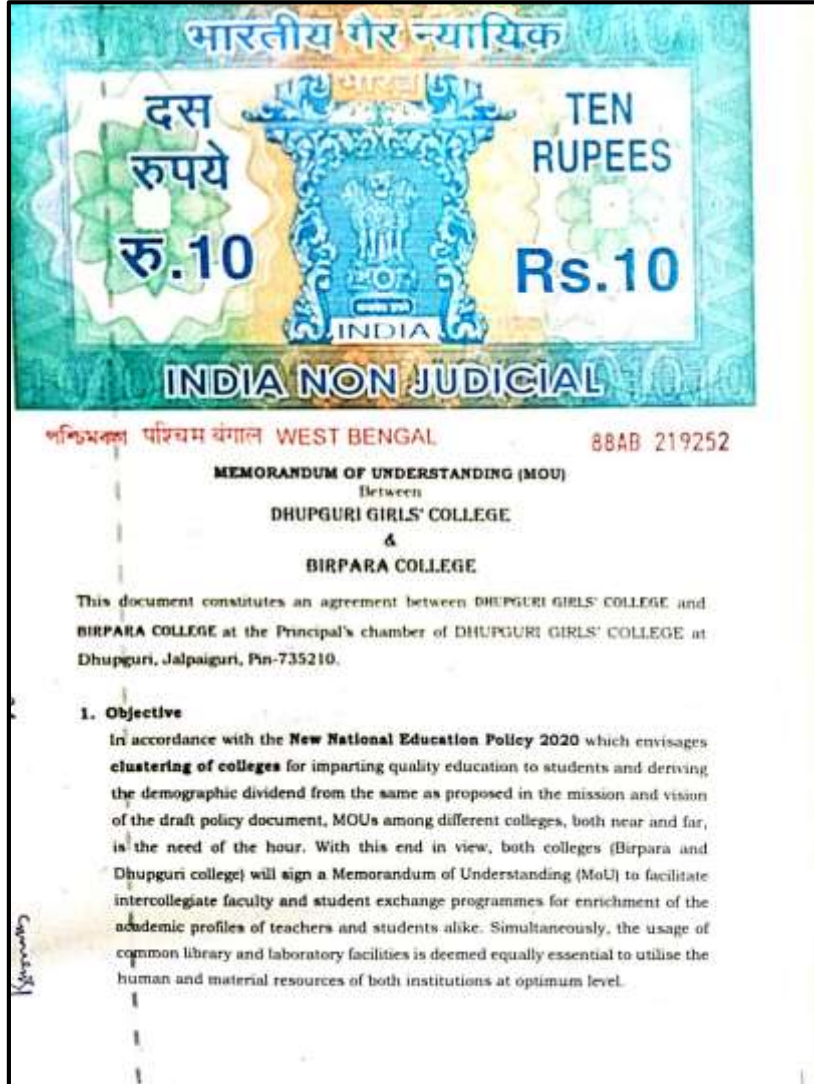 भारतीय गैर न्यायिक
भारत
दस
रुपये
रु.10
TEN
RUPEES
Rs.10
INDIA
INDIA NON JUDICIAL
পশ্চিমবঙ্গ पश्चिम बंगाल WEST BENGAL
88AB 219252
MEMORANDUM OF UNDERSTANDING (MOU)
Between
DHUPGURI GIRLS' COLLEGE
&
BIRPARA COLLEGE
This document constitutes an agreement between DHUPGURI GIRLS' COLLEGE and
BIRPARA COLLEGE at the Principal's chamber of DHUPGURI GIRLS' COLLEGE at
Dhupguri, Jalpaiguri, Pin-735210.
1. Objective
In accordance with the New National Education Policy 2020 which envisages
clustering of colleges for imparting quality education to students and deriving
the demographic dividend from the same as proposed in the mission and vision
of the draft policy document, MOUs among different colleges, both near and far,
is the need of the hour. With this end in view, both colleges (Birpara and
Dhupguri college) will sign a Memorandum of Understanding (MoU) to facilitate
intercollegiate faculty and student exchange programmes for enrichment of the
academic profiles of teachers and students alike. Simultaneously, the usage of
common library and laboratory facilities is deemed equally essential to utilise the
human and material resources of both institutions at optimum level.